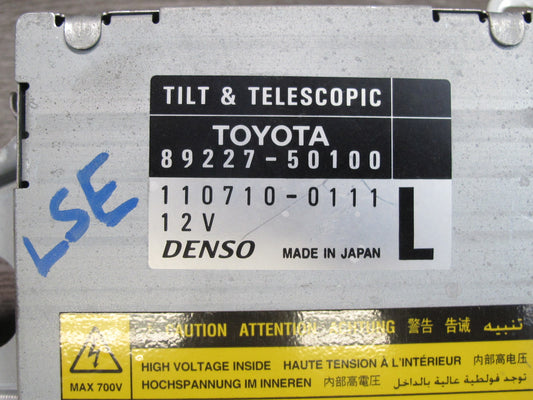 TILT & TELESCOPIC
TOYOTA
89227-50100
110710-0111
12V
DENSO MADE IN JAPAN L
LSE
CAUTION ATTENTION ACHTUNG 警告 告诫 تنبيه
HIGH VOLTAGE INSIDE HAUTE TENSION À L'INTÉRIEUR 内部高电压
HOCHSPANNUNG IM INNEREN 内部高電圧 توجد فولطية عالية بالداخل
MAX 700V